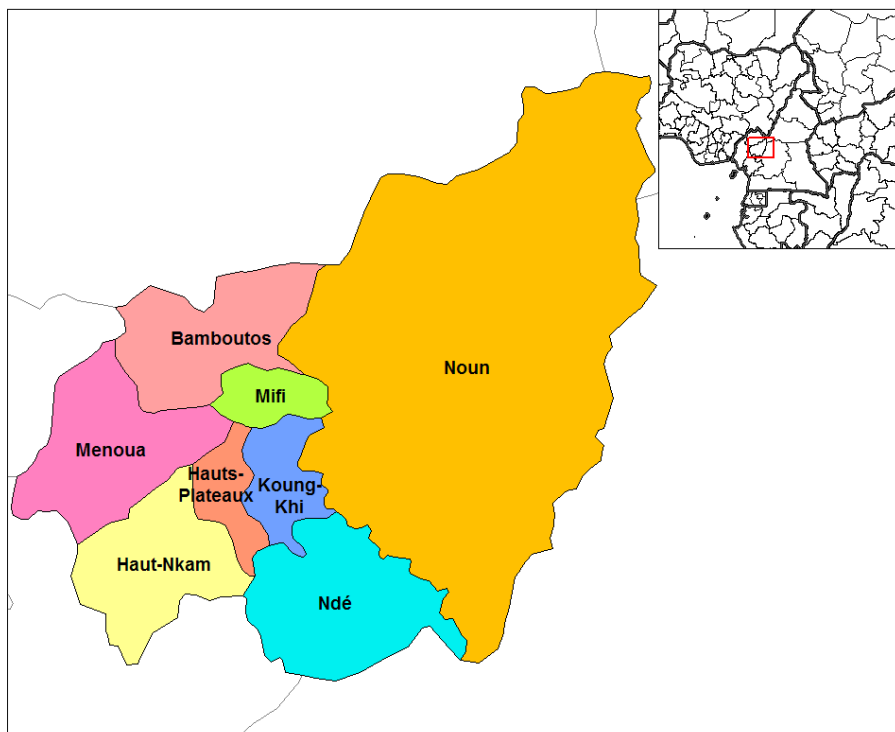 Bamboutos
Noun
Mifi
Menoua
Hauts-
Plateaux
Koung-
Khi
Haut-Nkam
Ndé